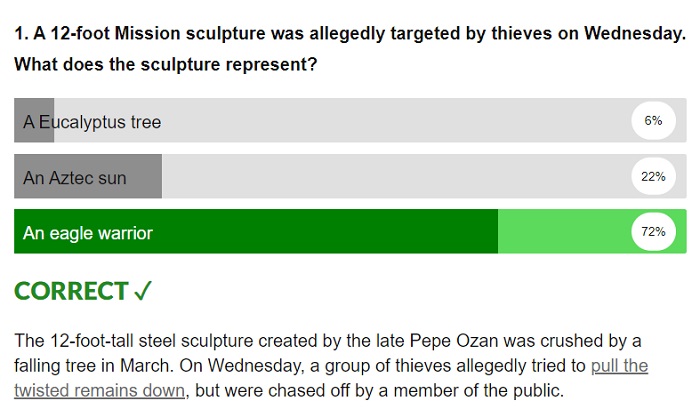 1. A 12-foot Mission sculpture was allegedly targeted by thieves on Wednesday.
What does the sculpture represent?
A Eucalyptus tree 6%
An Aztec sun 22%
An eagle warrior 72%
CORRECT ✓
The 12-foot-tall steel sculpture created by the late Pepe Ozan was crushed by a
falling tree in March. On Wednesday, a group of thieves allegedly tried to pull the
twisted remains down, but were chased off by a member of the public.